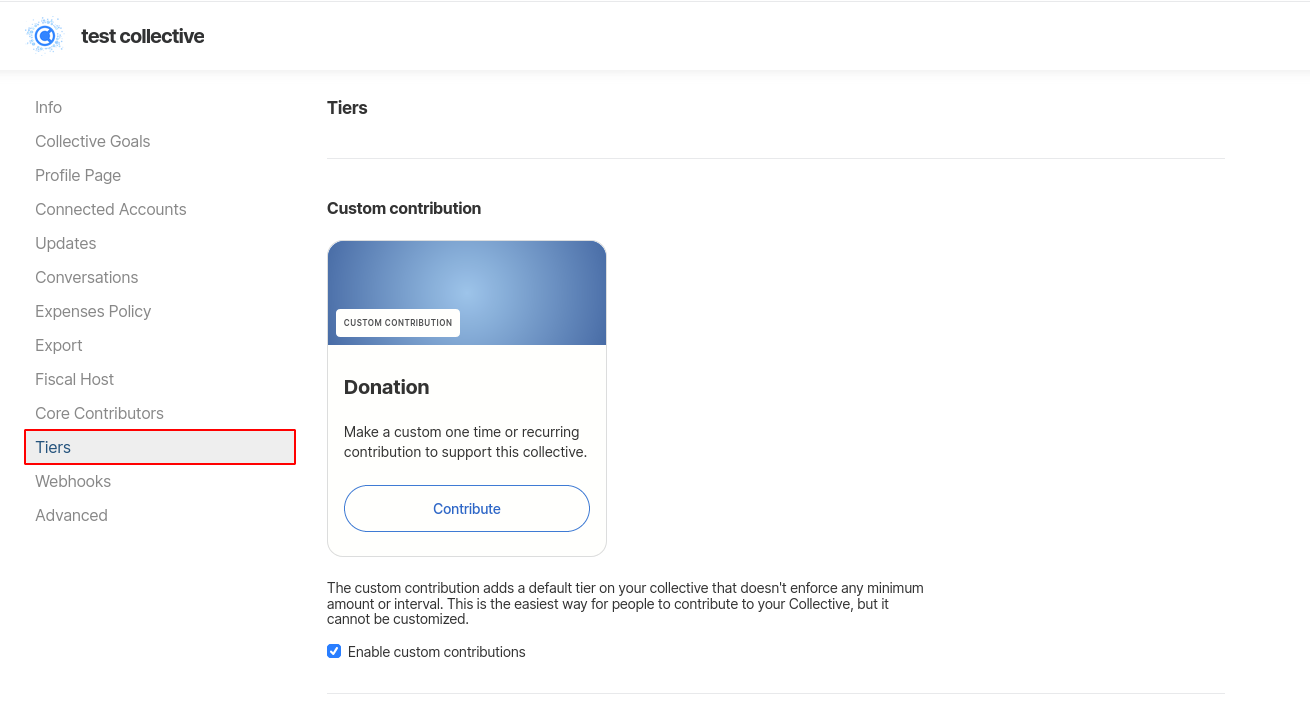 test collective
Info
Collective Goals
Profile Page
Connected Accounts
Updates
Conversations
Expenses Policy
Export
Fiscal Host
Core Contributors
Tiers
Webhooks
Advanced
Tiers
Custom contribution
CUSTOM CONTRIBUTION
Donation
Make a custom one time or recurring
contribution to support this collective.
Contribute
The custom contribution adds a default tier on your collective that doesn't enforce any minimum
amount or interval. This is the easiest way for people to contribute to your Collective, but it
cannot be customized.
Enable custom contributions